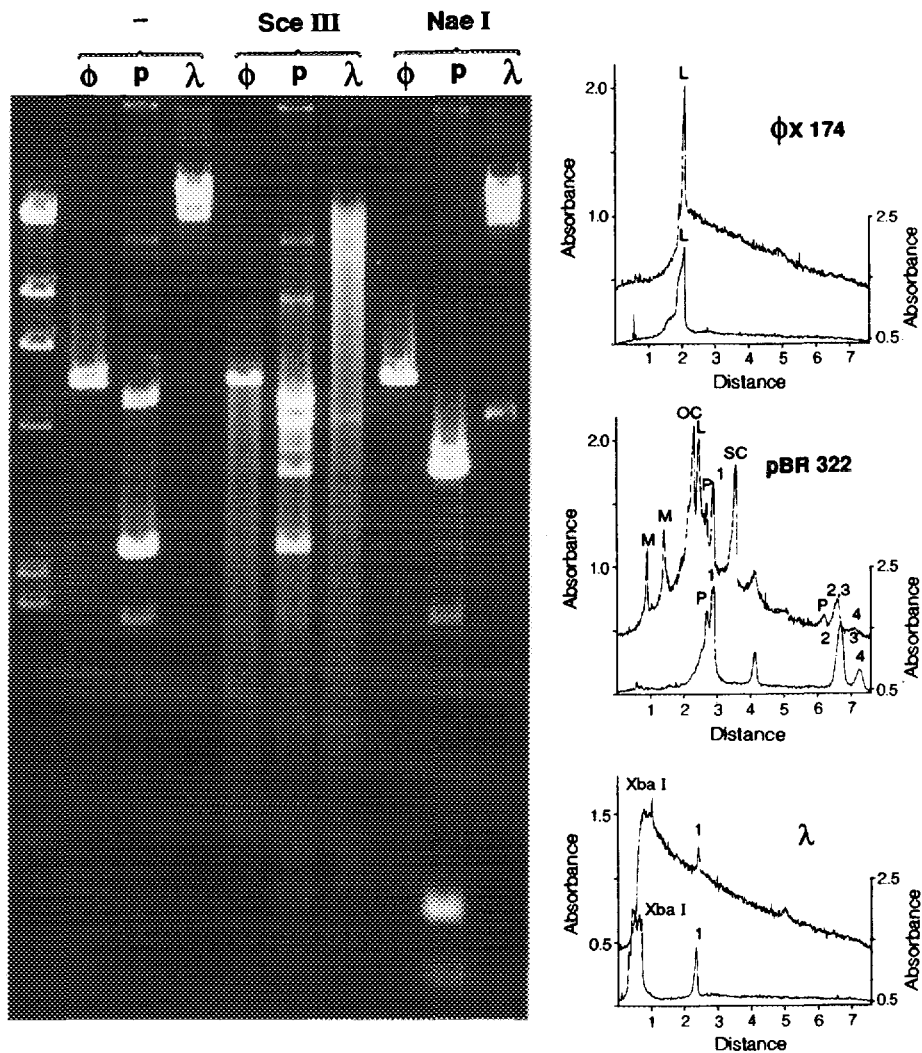 – Sce III Nae I
ϕ P λ ϕ P λ ϕ P λ
L
2.0
ϕX 174
Absorbance
1.0
2.5
L
Absorbance
0.5
1 2 3 4 5 6 7
Distance
OC
2.0
L
pBR 322
SC
1
P
Absorbance
M
M
1.0
2.5
1
P
P
2,3
4
2
3
4
Absorbance
0.5
1 2 3 4 5 6 7
Distance
Xba I
1.5
λ
1
Absorbance
2.5
Xba I
1
0.5
Absorbance
0.5
1 2 3 4 5 6 7
Distance